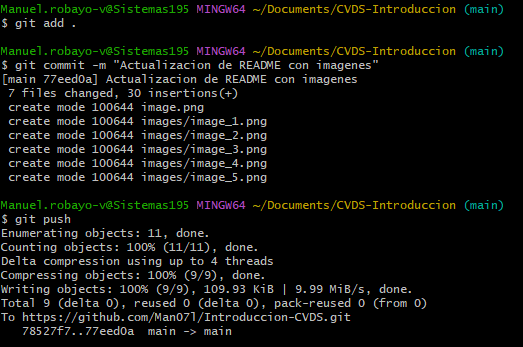 Manuel.robayo-v@Sistemas195 MINGW64 ~/Documents/CVDS-Introduccion (main)
$ git add .
Manuel.robayo-v@Sistemas195 MINGW64 ~/Documents/CVDS-Introduccion (main)
$ git commit -m "Actualizacion de README con imagenes"
[main 77eed0a] Actualizacion de README con imagenes
7 files changed, 30 insertions(+)
create mode 100644 image.png
create mode 100644 images/image_1.png
create mode 100644 images/image_2.png
create mode 100644 images/image_3.png
create mode 100644 images/image_4.png
create mode 100644 images/image_5.png
Manuel.robayo-v@Sistemas195 MINGW64 ~/Documents/CVDS-Introduccion (main)
$ git push
Enumerating objects: 11, done.
Counting objects: 100% (11/11), done.
Delta compression using up to 4 threads
Compressing objects: 100% (9/9), done.
Writing objects: 100% (9/9), 109.93 KiB | 9.99 MiB/s, done.
Total 9 (delta 0), reused 0 (delta 0), pack-reused 0 (from 0)
To https://github.com/Man07l/Introduccion-CVDS.git
78527f7..77eed0a  main -> main